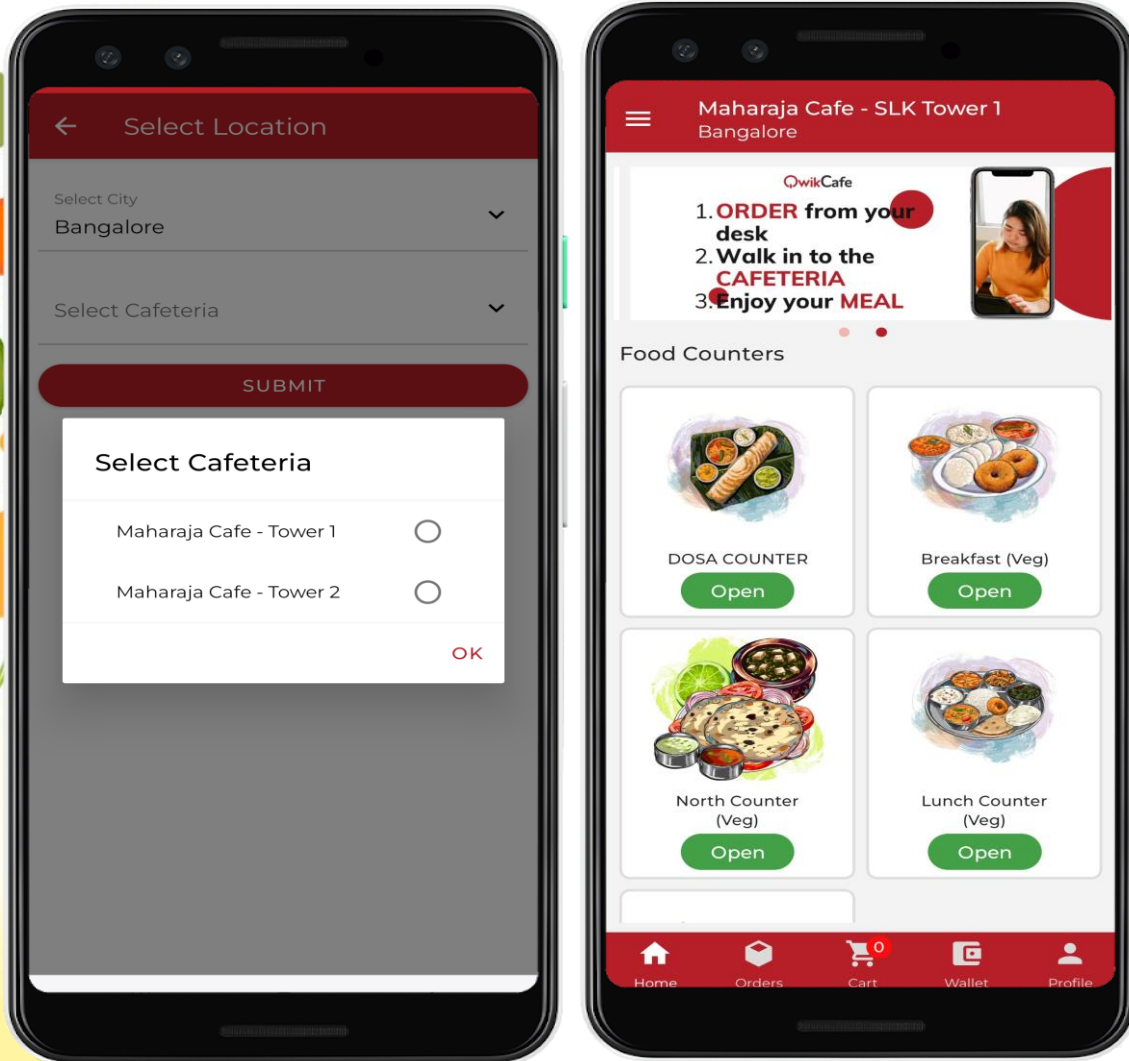 Select Location
Select City
Bangalore
Select Cafeteria
SUBMIT
Select Cafeteria
Maharaja Cafe - Tower 1
Maharaja Cafe - Tower 2
OK
Maharaja Cafe - SLK Tower 1
Bangalore
QwikCafe
1. ORDER from your
desk
2. Walk in to the
CAFETERIA
3. Enjoy your MEAL
Food Counters
DOSA COUNTER
Open
Breakfast (Veg)
Open
North Counter
(Veg)
Open
Lunch Counter
(Veg)
Open
Home
Orders
0
Cart
Wallet
Profile